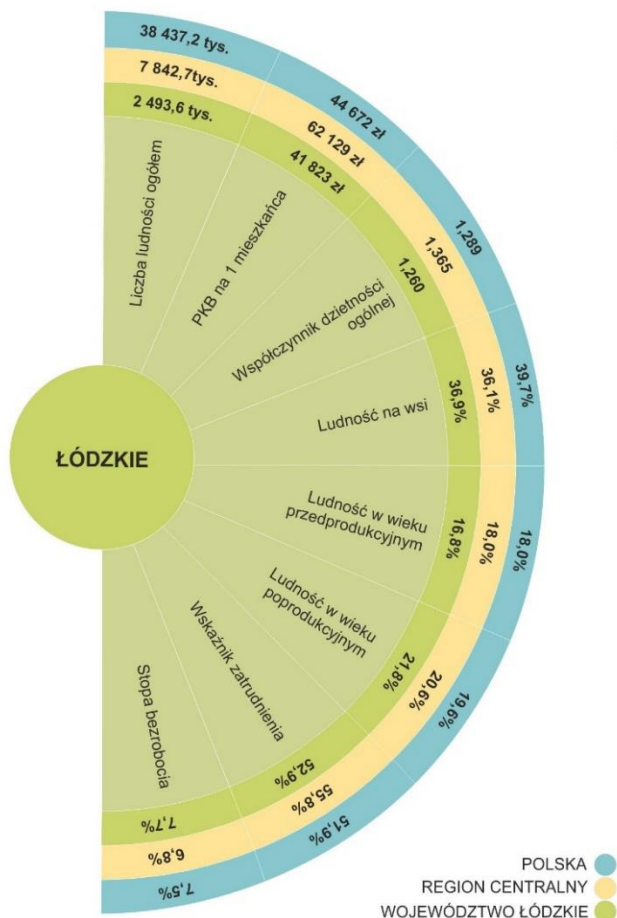 38 437,2 tys.
7 842,7tys.
2 493,6 tys.
Liczba ludności ogółem
44 672 zł
62 129 zł
41 823 zł
PKB na 1 mieszkańca
1,289
1,365
1,260
Współczynnik dzietności
ogólnej
39,7%
36,1%
36,9%
Ludność na wsi
ŁÓDZKIE
Ludność w wieku
przedprodukcyjnym
16,8%
18,0%
18,0%
Ludność w wieku
poprodukcyjnym
21,8%
20,6%
19,6%
Wskaźnik zatrudnienia
52,9%
55,8%
51,9%
Stopa bezrobocia
7,7%
6,8%
7,5%
POLSKA
REGION CENTRALNY
WOJEWÓDZTWO ŁÓDZKIE